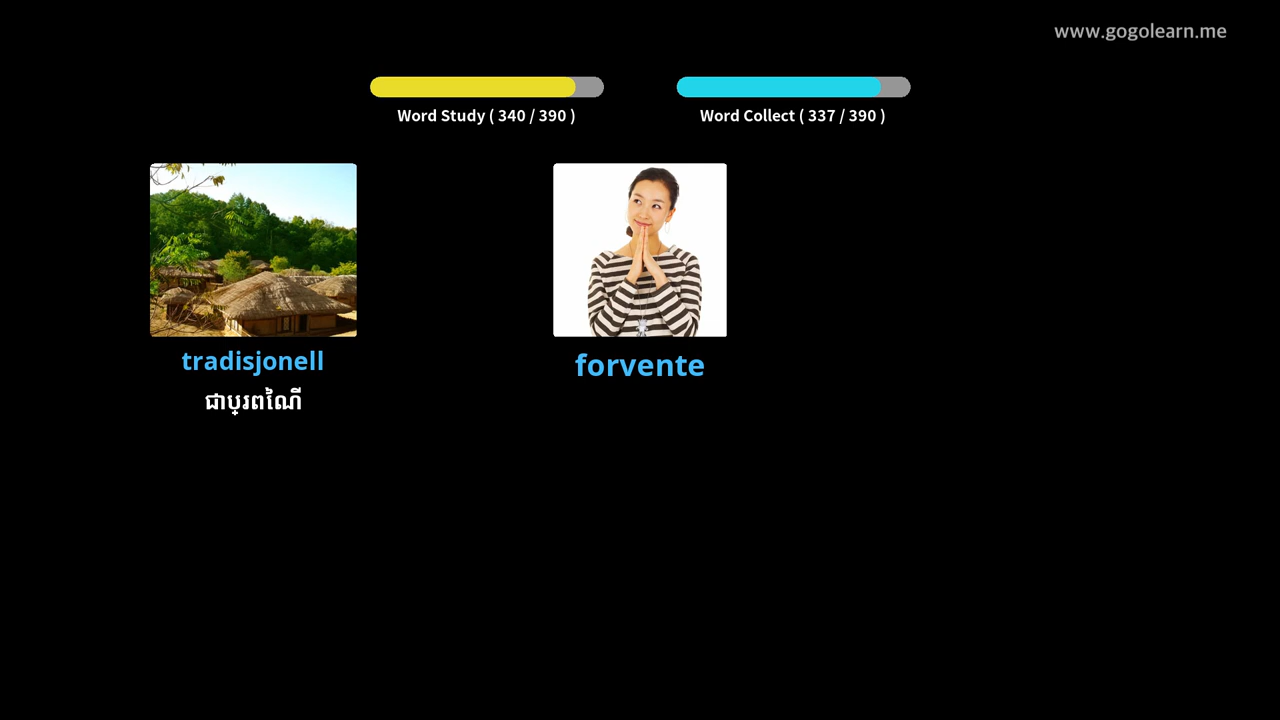 www.gogolearn.me
Word Study ( 340 / 390 )
Word Collect ( 337 / 390 )
tradisjonell
forvente
ជាប្រពណៃី